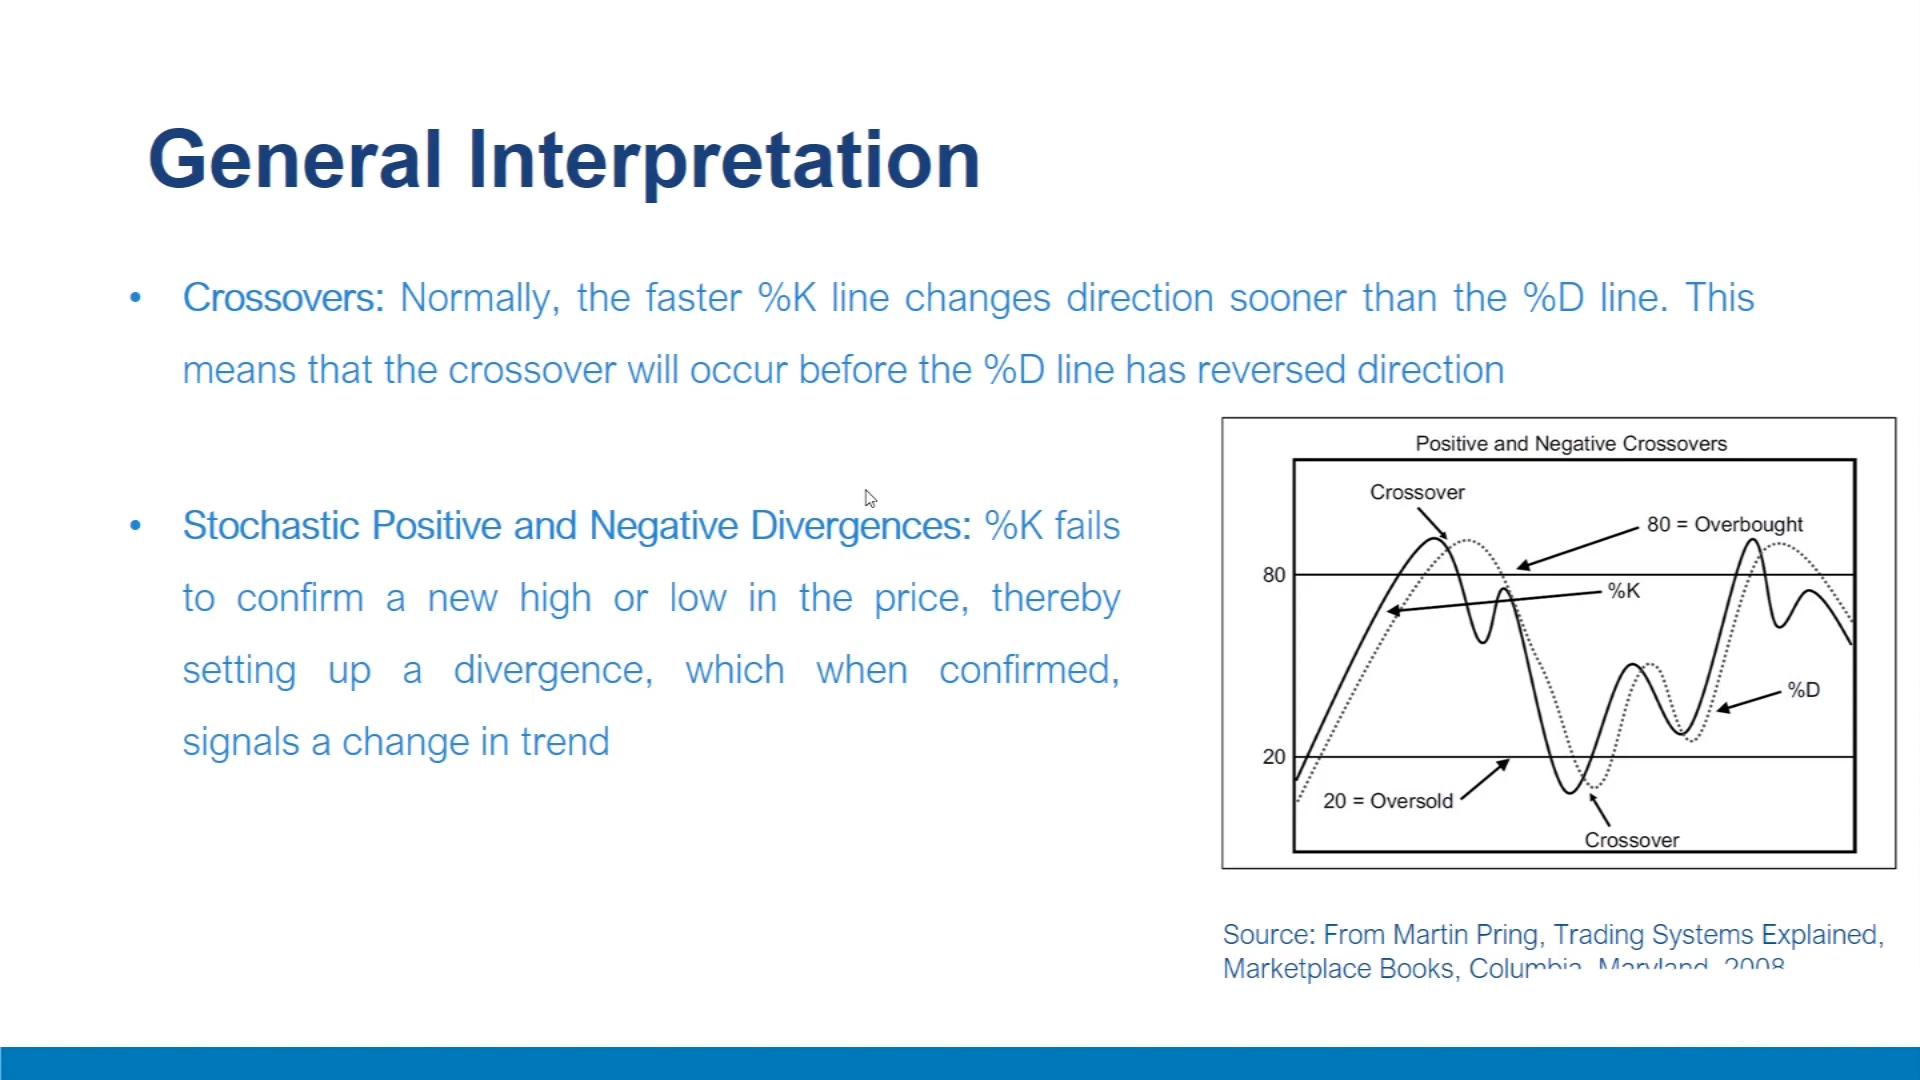 General Interpretation
• Crossovers: Normally, the faster %K line changes direction sooner than the %D line. This
means that the crossover will occur before the %D line has reversed direction
• Stochastic Positive and Negative Divergences: %K fails
to confirm a new high or low in the price, thereby
setting up a divergence, which when confirmed,
signals a change in trend
Positive and Negative Crossovers
Crossover
80 = Overbought
80
%K
%D
20
20 = Oversold
Crossover
Source: From Martin Pring, Trading Systems Explained,
Marketplace Books, Columbia, Maryland, 2008